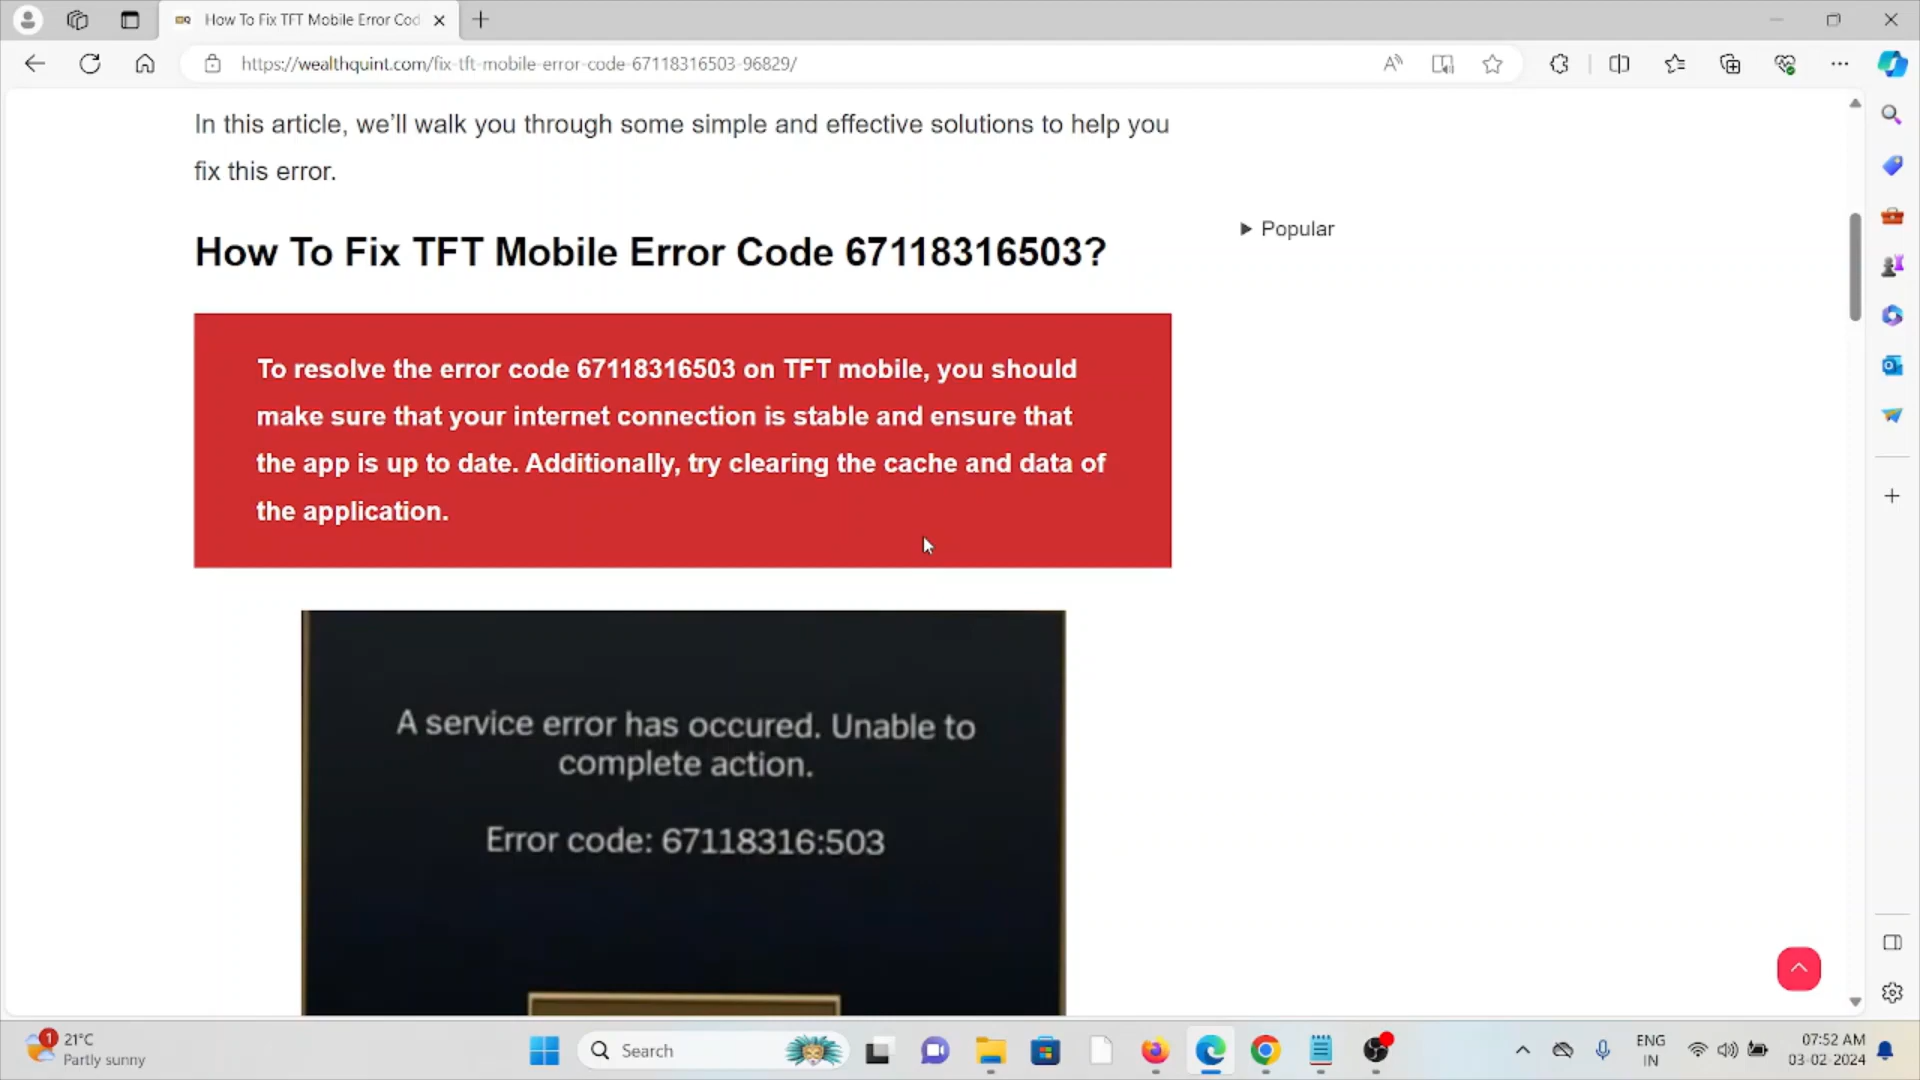 How To Fix TFT Mobile Error Cod
https://wealthquint.com/fix-tft-mobile-error-code-67118316503-96829/
In this article, we’ll walk you through some simple and effective solutions to help you
fix this error.
Popular
How To Fix TFT Mobile Error Code 67118316503?
To resolve the error code 67118316503 on TFT mobile, you should
make sure that your internet connection is stable and ensure that
the app is up to date. Additionally, try clearing the cache and data of
the application.
A service error has occured. Unable to
complete action.
Error code: 67118316:503
1
21°C
Partly sunny
Search
ENG
IN
07:52 AM
03-02-2024